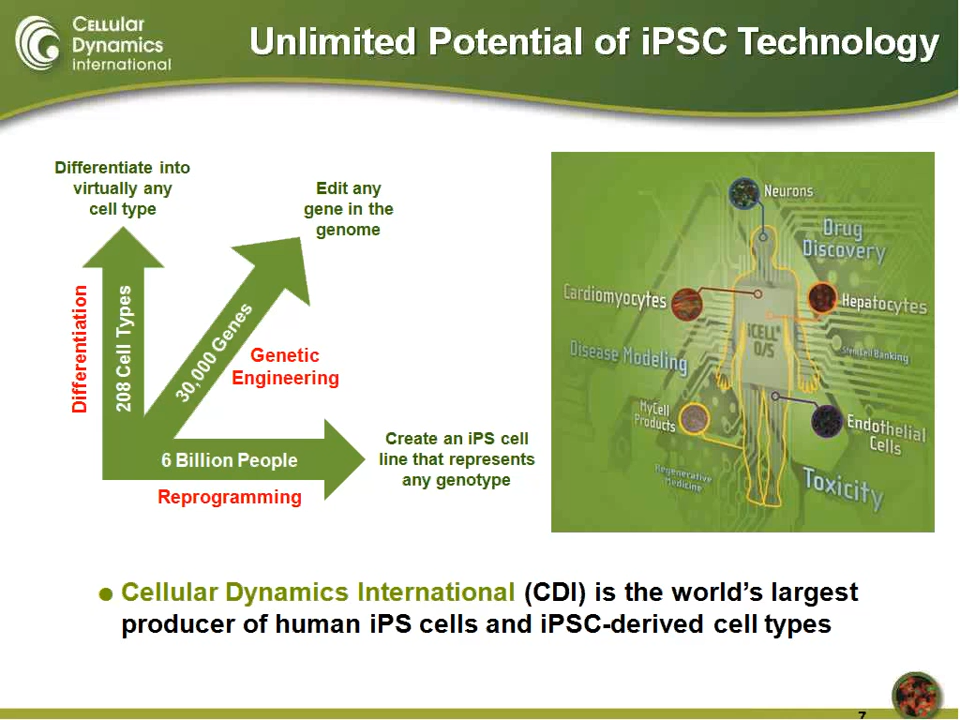 Cellular
Dynamics
international
Unlimited Potential of iPSC Technology
Differentiate into
virtually any
cell type
Edit any
gene in the
genome
Differentiation
208 Cell Types
30,000 Genes
Genetic
Engineering
6 Billion People
Reprogramming
Create an iPS cell
line that represents
any genotype
Neurons
Drug
Discovery
Cardiomyocytes
Hepatocytes
iCELL
O/S
Disease Modeling
Stem Cell Banking
MyCell
Products
Endothelial
Cells
Regenerative
Medicine
Toxicity
• Cellular Dynamics International (CDI) is the world's largest
producer of human iPS cells and iPSC-derived cell types
7